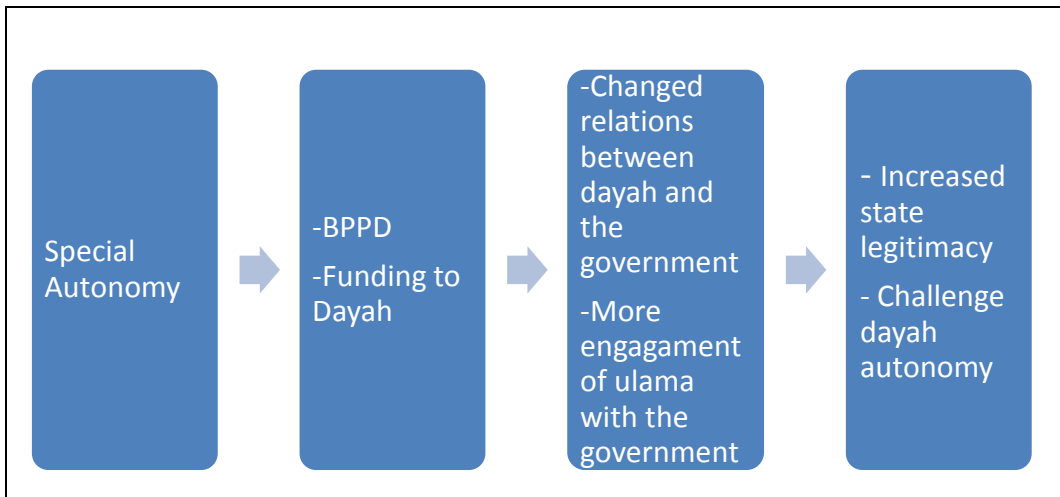 Special
Autonomy
-BPPD
-Funding to
Dayah
-Changed
relations
between
dayah and
the
government
-More
engagament
of ulama
with the
government
- Increased
state
legitimacy
- Challenge
dayah
autonomy